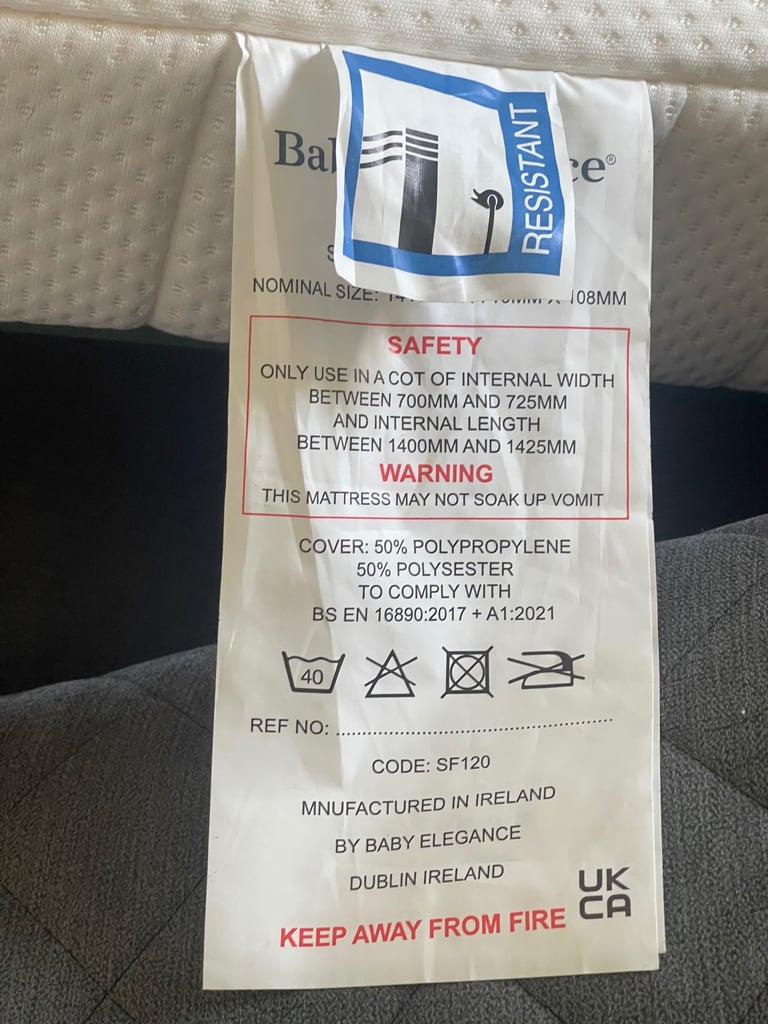 RESISTANT
NOMINAL SIZE: 108MM
SAFETY
ONLY USE IN A COT OF INTERNAL WIDTH
BETWEEN 700MM AND 725MM
AND INTERNAL LENGTH
BETWEEN 1400MM AND 1425MM
WARNING
THIS MATTRESS MAY NOT SOAK UP VOMIT
COVER: 50% POLYPROPYLENE
50% POLYSESTER
TO COMPLY WITH
BS EN 16890:2017 + A1:2021
40
REF NO: ................................................
CODE: SF120
MNUFACTURED IN IRELAND
BY BABY ELEGANCE
DUBLIN IRELAND
UK
CA
KEEP AWAY FROM FIRE